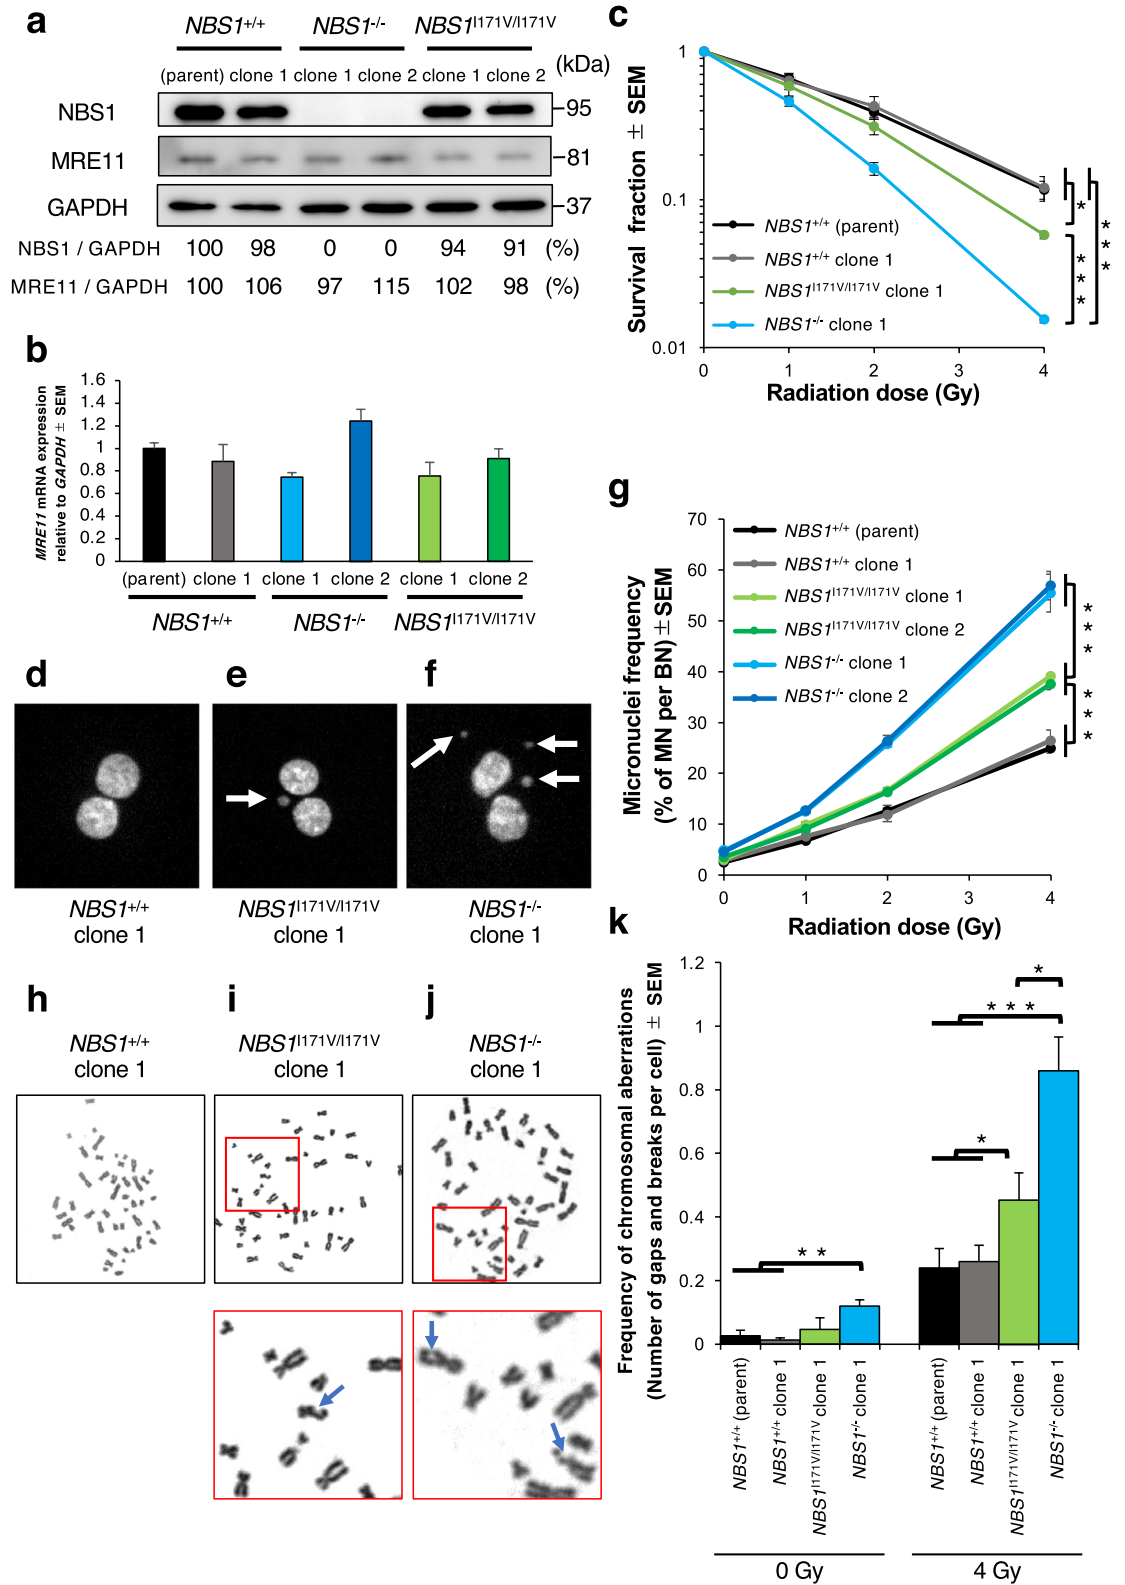 a
NBS1+/+ NBS1-/- NBS1I171V/I171V
(parent) clone 1 clone 1 clone 2 clone 1 clone 2 (kDa)
NBS1 95
MRE11 81
GAPDH 37
NBS1 / GAPDH 100 98 0 0 94 91 (%)
MRE11 / GAPDH 100 106 97 115 102 98 (%)
b
MRE11 mRNA expression
relative to GAPDH ± SEM
1.6
1.4
1.2
1
0.8
0.6
0.4
0.2
0
(parent) clone 1 clone 1 clone 2 clone 1 clone 2
NBS1+/+ NBS1-/- NBS1I171V/I171V
c
Survival fraction ± SEM
1
0.1
0.01
NBS1+/+ (parent)
NBS1+/+ clone 1
NBS1I171V/I171V clone 1
NBS1-/- clone 1
*
* * *
* * *
0 1 2 3 4
Radiation dose (Gy)
d e f
NBS1+/+ NBS1I171V/I171V NBS1-/-
clone 1 clone 1 clone 1
g
Micronuclei frequency
(% of MN per BN)±SEM
70
60
50
40
30
20
10
0
NBS1+/+ (parent)
NBS1+/+ clone 1
NBS1I171V/I171V clone 1
NBS1I171V/I171V clone 2
NBS1-/- clone 1
NBS1-/- clone 2
* * *
* * *
0 1 2 3 4
Radiation dose (Gy)
h i j
NBS1+/+ NBS1I171V/I171V NBS1-/-
clone 1 clone 1 clone 1
k
Frequency of chromosomal aberrations
(Number of gaps and breaks per cell) ± SEM
1.2
1
0.8
0.6
0.4
0.2
0
* *
*
* * *
*
NBS1+/+ (parent)
NBS1+/+ clone 1
NBS1I171V/I171V clone 1
NBS1-/- clone 1
NBS1+/+ (parent)
NBS1+/+ clone 1
NBS1I171V/I171V clone 1
NBS1-/- clone 1
0 Gy 4 Gy